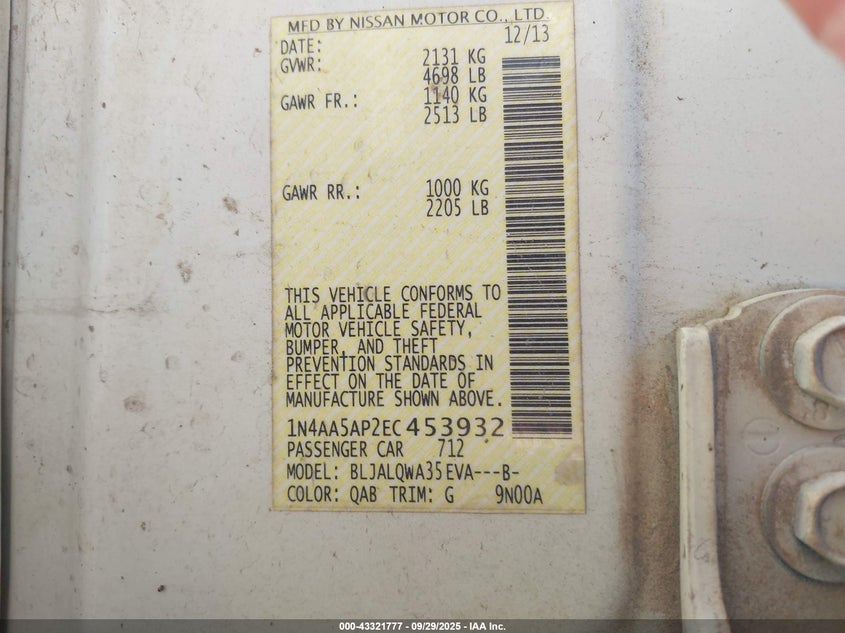 MFD BY NISSAN MOTOR CO., LTD.
DATE: 12/13
GVWR: 2131 KG
4698 LB
GAWR FR.: 1140 KG
2513 LB
GAWR RR.: 1000 KG
2205 LB
THIS VEHICLE CONFORMS TO
ALL APPLICABLE FEDERAL
MOTOR VEHICLE SAFETY,
BUMPER, AND THEFT
PREVENTION STANDARDS IN
EFFECT ON THE DATE OF
MANUFACTURE SHOWN ABOVE.
1N4AA5AP2EC453932
PASSENGER CAR 712
MODEL: BLJALQWA35EVA---B-
COLOR: QAB TRIM: G 9N00A
000-43321777 - 09/29/2025 - IAA Inc.